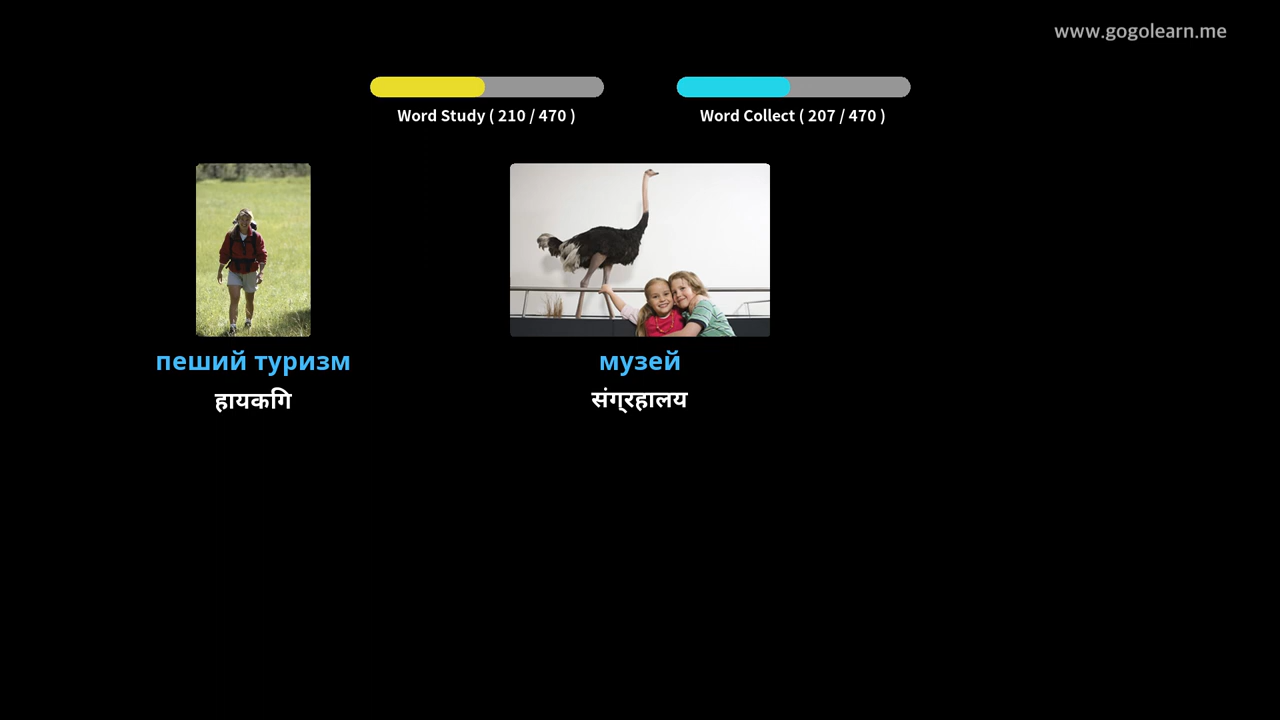 www.gogolearn.me
Word Study ( 210 / 470 )
Word Collect ( 207 / 470 )
пеший туризм
हायकगि
музей
संग्रहालय